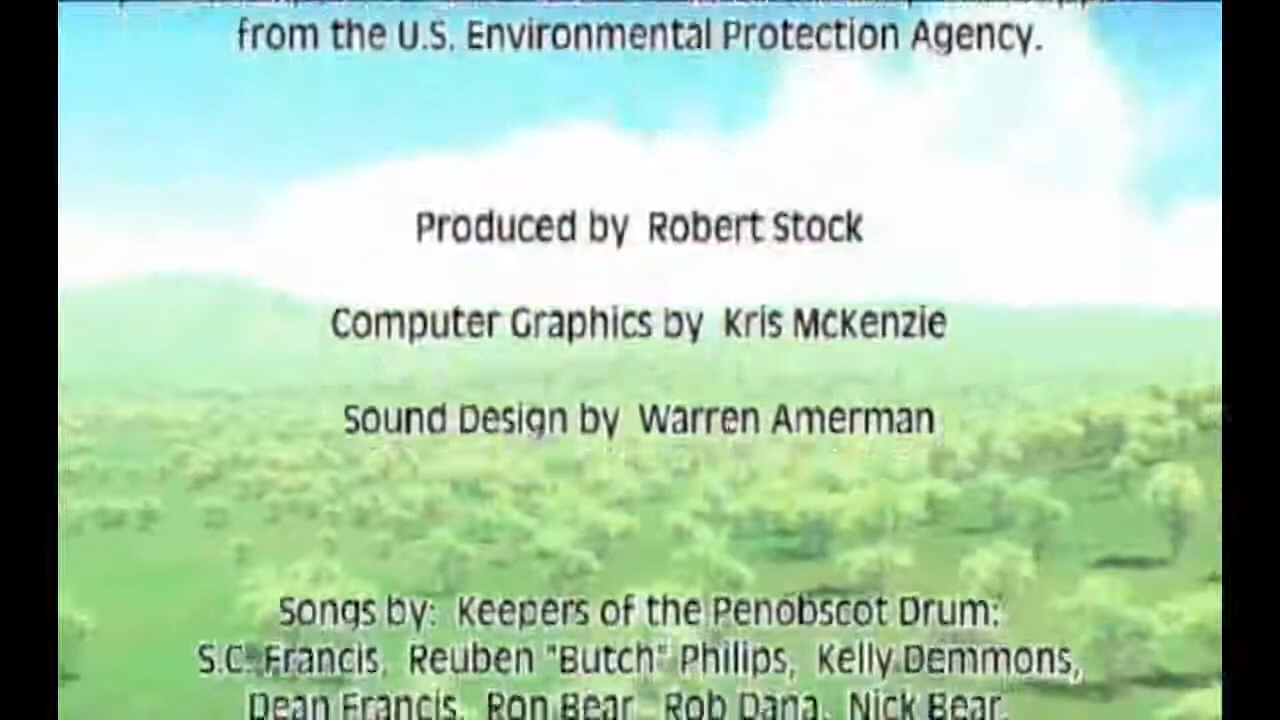 from the U.S. Environmental Protection Agency.
Produced by Robert Stock
Computer Graphics by Kris McKenzie
Sound Design by Warren Amerman
Songs by: Keepers of the Penobscot Drum:
S.C. Francis, Reuben "Butch" Philips, Kelly Demmons,
Dean Francis, Ron Bear, Rob Dana, Nick Bear,